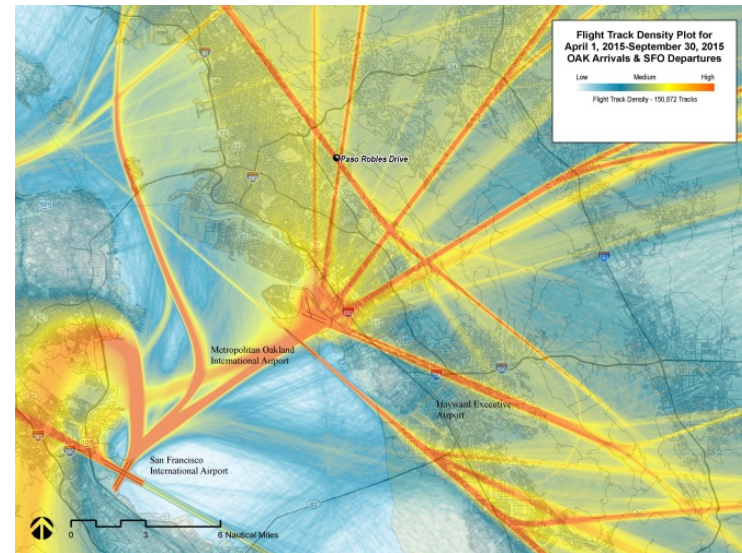 Flight Track Density Plot for
April 1, 2015-September 30, 2015
OAK Arrivals & SFO Departures
Low Medium High
Flight Track Density - 150,872 Tracks
Paso Robles Drive
Metropolitan Oakland
International Airport
Hayward Executive
Airport
San Francisco
International Airport
0 3 6 Nautical Miles